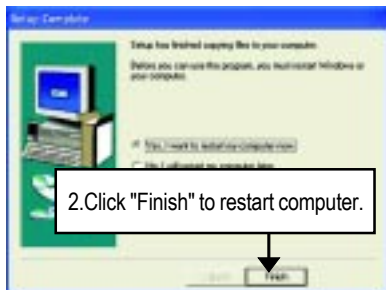 Setup Complete
Setup has finished copying files to your computer.
Before you can use the program, you must restart Windows or
your computer.
Yes, I want to restart my computer now.
No, I will restart my computer later.
2.Click "Finish" to restart computer.
Finish